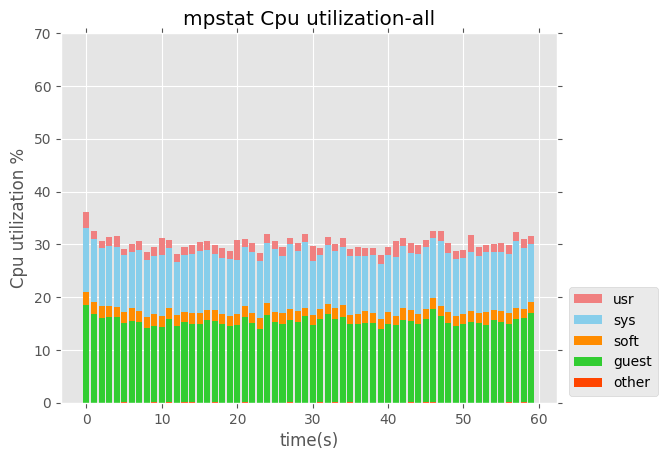 mpstat Cpu utilization-all
Cpu utilization %
70
60
50
40
30
20
10
0
0 10 20 30 40 50 60
time(s)
usr
sys
soft
guest
other